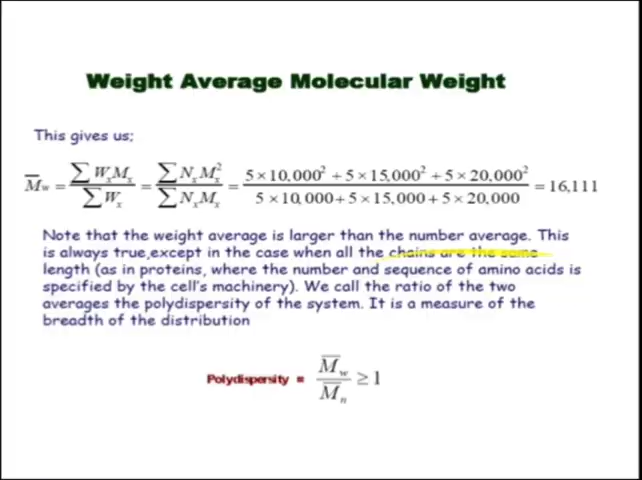 Weight Average Molecular Weight
This gives us;
M̅w = ∑WₓMₓ / ∑Wₓ = ∑NₓMₓ² / ∑NₓMₓ = (5 × 10,000² + 5 × 15,000² + 5 × 20,000²) / (5 × 10,000 + 5 × 15,000 + 5 × 20,000) = 16,111
Note that the weight average is larger than the number average. This
is always true,except in the case when all the chains are the same
length (as in proteins, where the number and sequence of amino acids is
specified by the cell's machinery). We call the ratio of the two
averages the polydispersity of the system. It is a measure of the
breadth of the distribution
Polydispersity = M̅w / M̅n ≥ 1